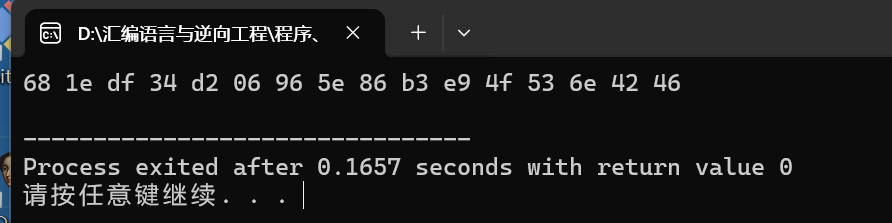 D:\汇编语言与逆向工程\程序、
68 1e df 34 d2 06 96 5e 86 b3 e9 4f 53 6e 42 46
--------------------------------
Process exited after 0.1657 seconds with return value 0
请按任意键继续. . .